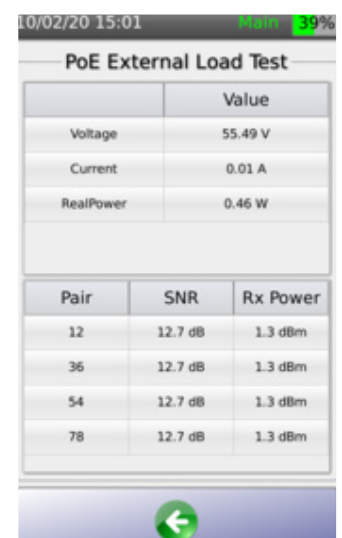 10/02/20 15:01 Main 39%
PoE External Load Test
Value
Voltage 55.49 V
Current 0.01 A
RealPower 0.46 W
Pair SNR Rx Power
12 12.7 dB 1.3 dBm
36 12.7 dB 1.3 dBm
54 12.7 dB 1.3 dBm
78 12.7 dB 1.3 dBm